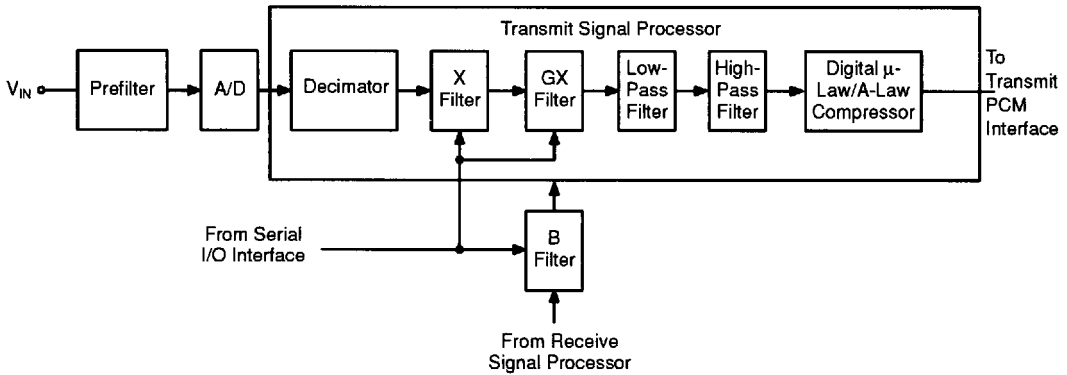 Transmit Signal Processor
V_IN
Prefilter
A/D
Decimator
X
Filter
GX
Filter
Low-
Pass
Filter
High-
Pass
Filter
Digital μ-
Law/A-Law
Compressor
To
Transmit
PCM
Interface
From Serial
I/O Interface
B
Filter
From Receive
Signal Processor